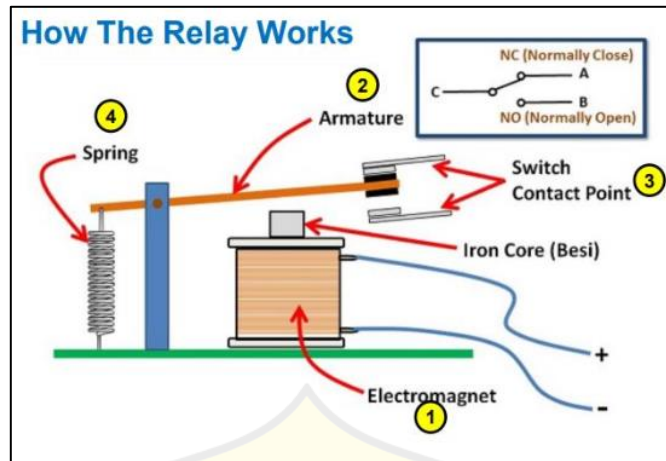 How The Relay Works
NC (Normally Close)
A
C
B
NO (Normally Open)
2
Armature
4
Spring
Switch
Contact Point
3
Iron Core (Besi)
+
-
Electromagnet
1